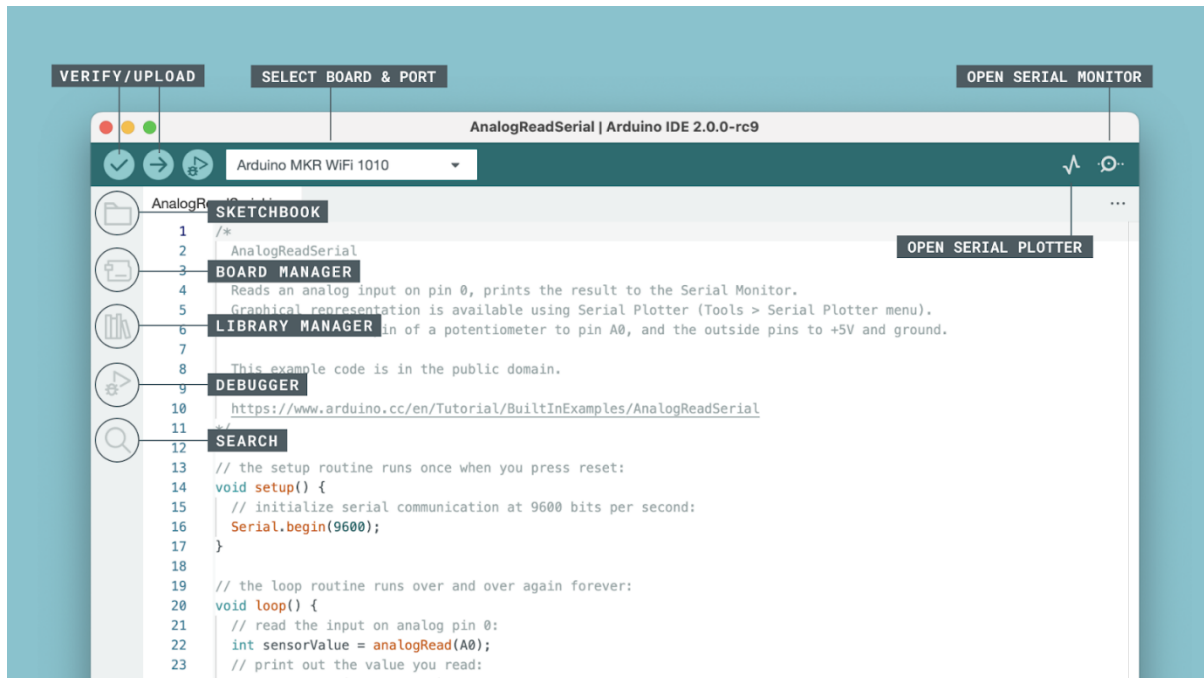 VERIFY/UPLOAD
SELECT BOARD & PORT
OPEN SERIAL MONITOR
AnalogReadSerial | Arduino IDE 2.0.0-rc9
Arduino MKR WiFi 1010
AnalogR
...
SKETCHBOOK
OPEN SERIAL PLOTTER
1 /*
2 AnalogReadSerial
3
BOARD MANAGER
4 Reads an analog input on pin 0, prints the result to the Serial Monitor.
5 Graphical representation is available using Serial Plotter (Tools > Serial Plotter menu).
LIBRARY MANAGER
6 of a potentiometer to pin A0, and the outside pins to +5V and ground.
7
8 This example code is in the public domain.
DEBUGGER
9
10 https://www.arduino.cc/en/Tutorial/BuiltInExamples/AnalogReadSerial
11 */
SEARCH
12
13 // the setup routine runs once when you press reset:
14 void setup() {
15 // initialize serial communication at 9600 bits per second:
16 Serial.begin(9600);
17 }
18
19 // the loop routine runs over and over again forever:
20 void loop() {
21 // read the input on analog pin 0:
22 int sensorValue = analogRead(A0);
23 // print out the value you read: